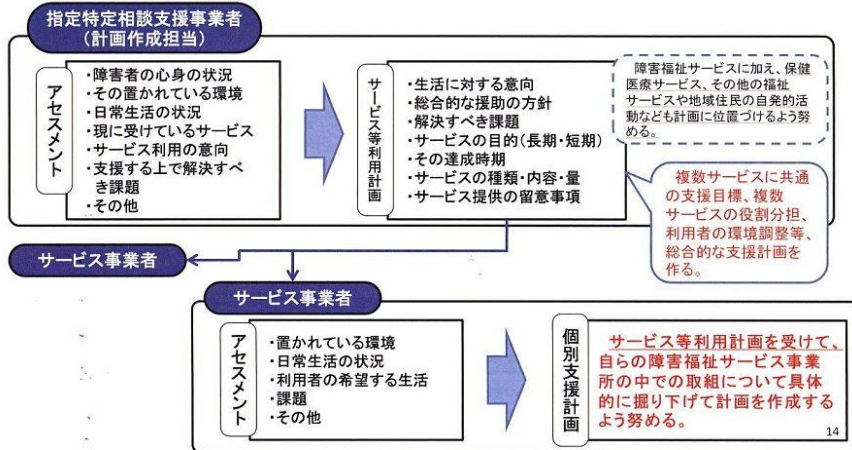 指定特定相談支援事業者
（計画作成担当）
アセスメント
・障害者の心身の状況
・その置かれている環境
・日常生活の状況
・現に受けているサービス
・サービス利用の意向
・支援する上で解決すべ
き課題
・その他
サービス等利用計画
・生活に対する意向
・総合的な援助の方針
・解決すべき課題
・サービスの目的（長期・短期）
・その達成時期
・サービスの種類・内容・量
・サービス提供の留意事項
障害福祉サービスに加え、保健
医療サービス、その他の福祉
サービスや地域住民の自発的活
動なども計画に位置づけるよう努
める。
複数サービスに共通
の支援目標、複数
サービスの役割分担、
利用者の環境調整等、
総合的な支援計画を
作る。
サービス事業者
サービス事業者
アセスメント
・置かれている環境
・日常生活の状況
・利用者の希望する生活
・課題
・その他
個別支援計画
サービス等利用計画を受けて、
自らの障害福祉サービス事業
所の中での取組について具体
的に掘り下げて計画を作成する
よう努める。
14